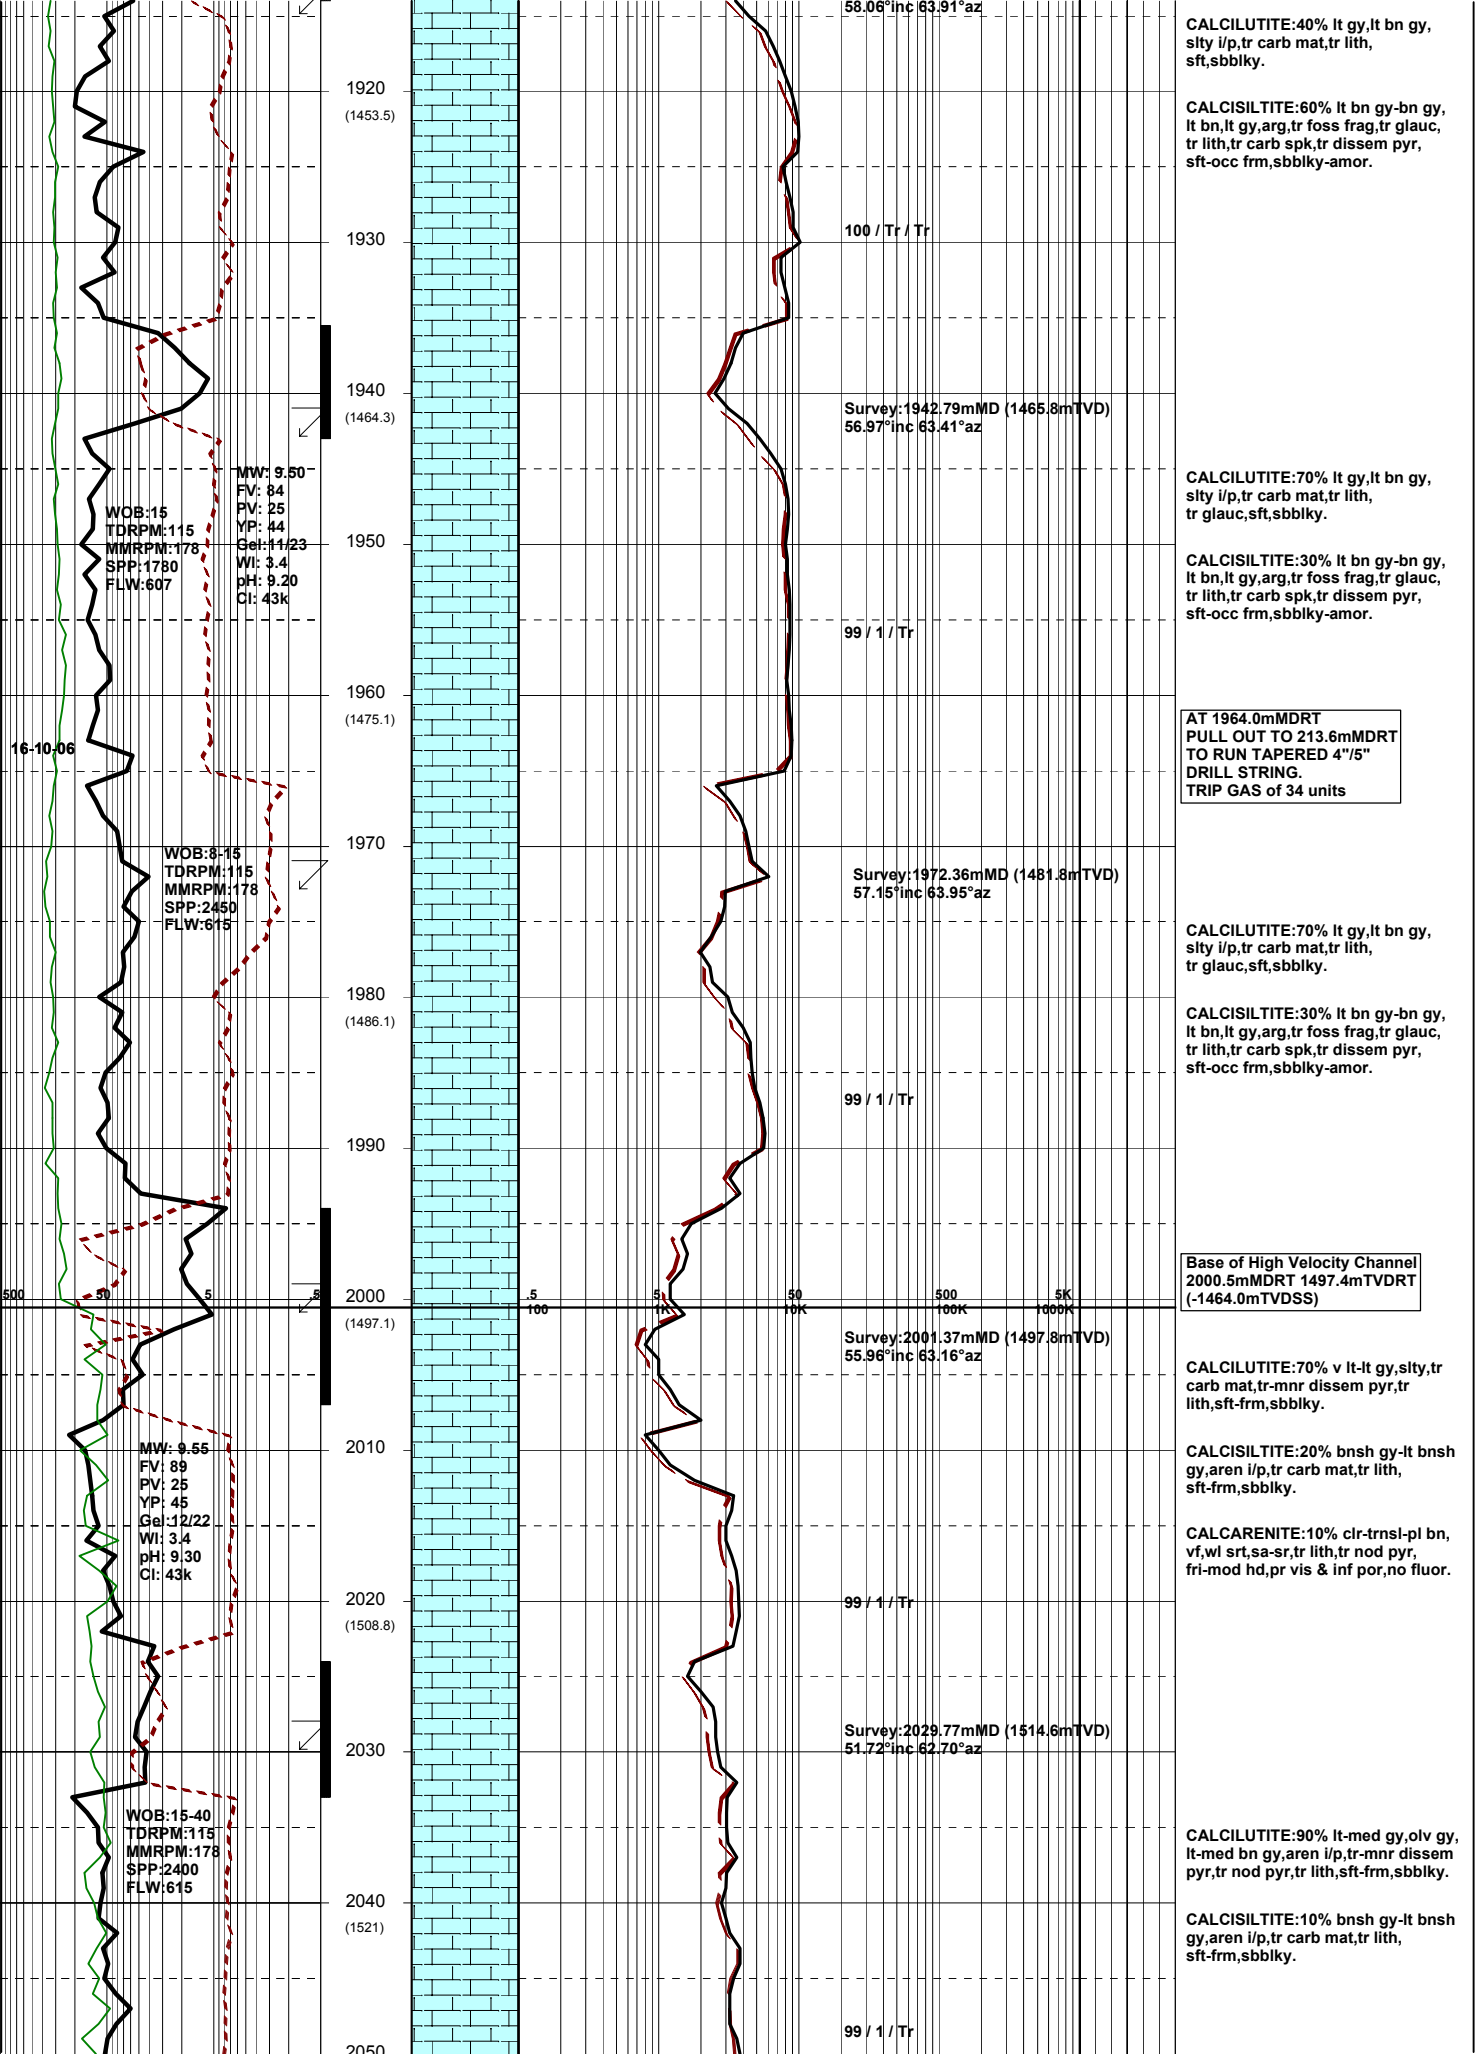 58.06°inc 63.91°az
CALCILUTITE:40% lt gy,lt bn gy,
slty i/p,tr carb mat,tr lith,
sft,sbblky.
1920
(1453.5)
CALCISILTITE:60% lt bn gy-bn gy,
lt bn,lt gy,arg,tr foss frag,tr glauc,
tr lith,tr carb spk,tr dissem pyr,
sft-occ frm,sbblky-amor.
1930
100 / Tr / Tr
1940
(1464.3)
Survey:1942.79mMD (1465.8mTVD)
56.97°inc 63.41°az
MW: 9.50
FV: 84
PV: 25
YP: 44
Gel:11/23
Wl: 3.4
pH: 9.20
Cl: 43k
WOB:15
TDRPM:115
MMRPM:178
SPP:1780
FLW:607
CALCILUTITE:70% lt gy,lt bn gy,
slty i/p,tr carb mat,tr lith,
tr glauc,sft,sbblky.
1950
CALCISILTITE:30% lt bn gy-bn gy,
lt bn,lt gy,arg,tr foss frag,tr glauc,
tr lith,tr carb spk,tr dissem pyr,
sft-occ frm,sbblky-amor.
99 / 1 / Tr
1960
(1475.1)
16-10-06
AT 1964.0mMDRT
PULL OUT TO 213.6mMDRT
TO RUN TAPERED 4"/5"
DRILL STRING.
TRIP GAS of 34 units
1970
WOB:8-15
TDRPM:115
MMRPM:178
SPP:2450
FLW:615
Survey:1972.36mMD (1481.8mTVD)
57.15°inc 63.95°az
CALCILUTITE:70% lt gy,lt bn gy,
slty i/p,tr carb mat,tr lith,
tr glauc,sft,sbblky.
1980
(1486.1)
CALCISILTITE:30% lt bn gy-bn gy,
lt bn,lt gy,arg,tr foss frag,tr glauc,
tr lith,tr carb spk,tr dissem pyr,
sft-occ frm,sbblky-amor.
99 / 1 / Tr
1990
Base of High Velocity Channel
2000.5mMDRT 1497.4mTVDRT
(-1464.0mTVDSS)
500 50 5 .5 2000 .5 5 50 500 5K
100 1K 10K 100K 1000K
(1497.1)
Survey:2001.37mMD (1497.8mTVD)
55.96°inc 63.16°az
CALCILUTITE:70% v lt-lt gy,slty,tr
carb mat,tr-mnr dissem pyr,tr
lith,sft-frm,sbblky.
2010
MW: 9.55
FV: 89
PV: 25
YP: 45
Gel:12/22
Wl: 3.4
pH: 9.30
Cl: 43k
CALCISILTITE:20% bnsh gy-lt bnsh
gy,aren i/p,tr carb mat,tr lith,
sft-frm,sbblky.
CALCARENITE:10% clr-trnsl-pl bn,
vf,wl srt,sa-sr,tr lith,tr nod pyr,
fri-mod hd,pr vis & inf por,no fluor.
2020
(1508.8)
99 / 1 / Tr
Survey:2029.77mMD (1514.6mTVD)
51.72°inc 62.70°az
2030
WOB:15-40
TDRPM:115
MMRPM:178
SPP:2400
FLW:615
CALCILUTITE:90% lt-med gy,olv gy,
lt-med bn gy,aren i/p,tr-mnr dissem
pyr,tr nod pyr,tr lith,sft-frm,sbblky.
2040
(1521)
CALCISILTITE:10% bnsh gy-lt bnsh
gy,aren i/p,tr carb mat,tr lith,
sft-frm,sbblky.
99 / 1 / Tr
2050